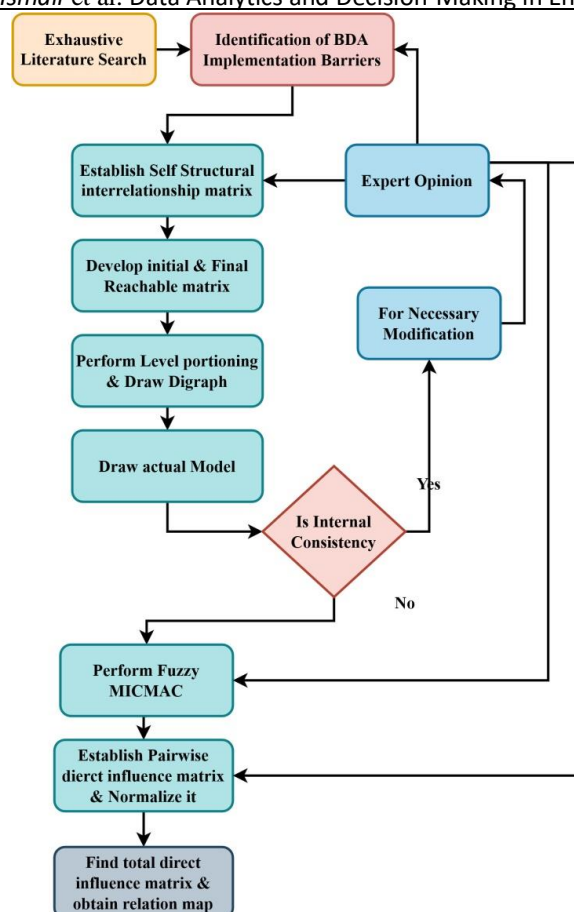 et al. Data Analytics and Decision-Making in En
Exhaustive
Literature Search
Identification of BDA
Implementation Barriers
Establish Self Structural
interrelationship matrix
Expert Opinion
Develop initial & Final
Reachable matrix
For Necessary
Modification
Perform Level portioning
& Draw Digraph
Draw actual Model
Yes
Is Internal
Consistency
No
Perform Fuzzy
MICMAC
Establish Pairwise
dierct influence matrix
& Normalize it
Find total direct
influence matrix &
obtain relation map